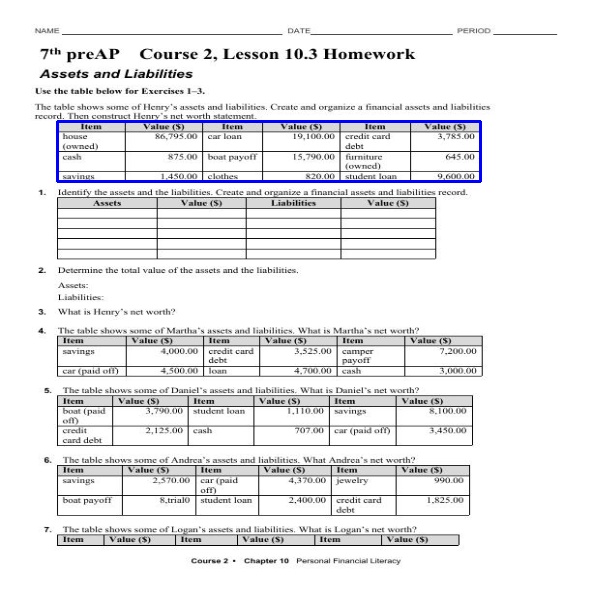 NAME DATE PERIOD
7th preAP Course 2, Lesson 10.3 Homework
Assets and Liabilities
Use the table below for Exercises 1–3.
The table shows some of Henry's assets and liabilities. Create and organize a financial assets and liabilities
record. Then construct Henry's net worth statement.
Item Value ($) Item Value ($) Item Value ($)
house (owned) 86,795.00 car loan 19,100.00 credit card debt 3,785.00
cash 875.00 boat payoff 15,790.00 furniture (owned) 645.00
savings 1,450.00 clothes 820.00 student loan 9,600.00
1. Identify the assets and the liabilities. Create and organize a financial assets and liabilities record.
Assets Value ($) Liabilities Value ($)
2. Determine the total value of the assets and the liabilities.
Assets:
Liabilities:
3. What is Henry's net worth?
4. The table shows some of Martha's assets and liabilities. What is Martha's net worth?
Item Value ($) Item Value ($) Item Value ($)
savings 4,000.00 credit card debt 3,525.00 camper payoff 7,200.00
car (paid off) 4,500.00 loan 4,700.00 cash 3,000.00
5. The table shows some of Daniel's assets and liabilities. What is Daniel's net worth?
Item Value ($) Item Value ($) Item Value ($)
boat (paid off) 3,790.00 student loan 1,110.00 savings 8,100.00
credit card debt 2,125.00 cash 707.00 car (paid off) 3,450.00
6. The table shows some of Andrea's assets and liabilities. What Andrea's net worth?
Item Value ($) Item Value ($) Item Value ($)
savings 2,570.00 car (paid off) 4,370.00 jewelry 990.00
boat payoff 8,trial0 student loan 2,400.00 credit card debt 1,825.00
7. The table shows some of Logan's assets and liabilities. What is Logan's net worth?
Item Value ($) Item Value ($) Item Value ($)
Course 2 • Chapter 10 Personal Financial Literacy